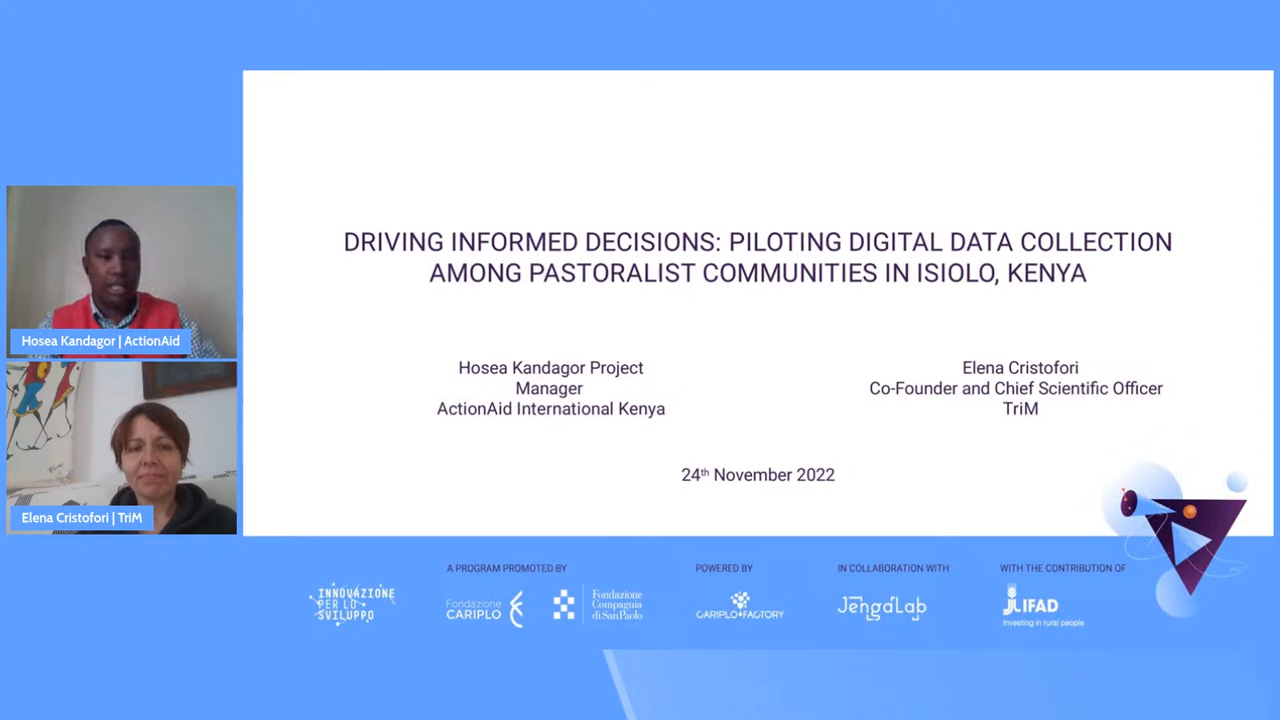 DRIVING INFORMED DECISIONS: PILOTING DIGITAL DATA COLLECTION
AMONG PASTORALIST COMMUNITIES IN ISIOLO, KENYA
Hosea Kandagor Project
Manager
ActionAid International Kenya
Elena Cristofori
Co-Founder and Chief Scientific Officer
TriM
24th November 2022
Hosea Kandagor | ActionAid
Elena Cristofori | TriM
A PROGRAM PROMOTED BY
POWERED BY
IN COLLABORATION WITH
WITH THE CONTRIBUTION OF
INNOVAZIONE
PER LO
SVILUPPO
Fondazione
CARIPLO
Fondazione
Compagnia
di SanPaolo
CARIPLO FACTORY
JengaLab
JLIFAD
Investing in rural people